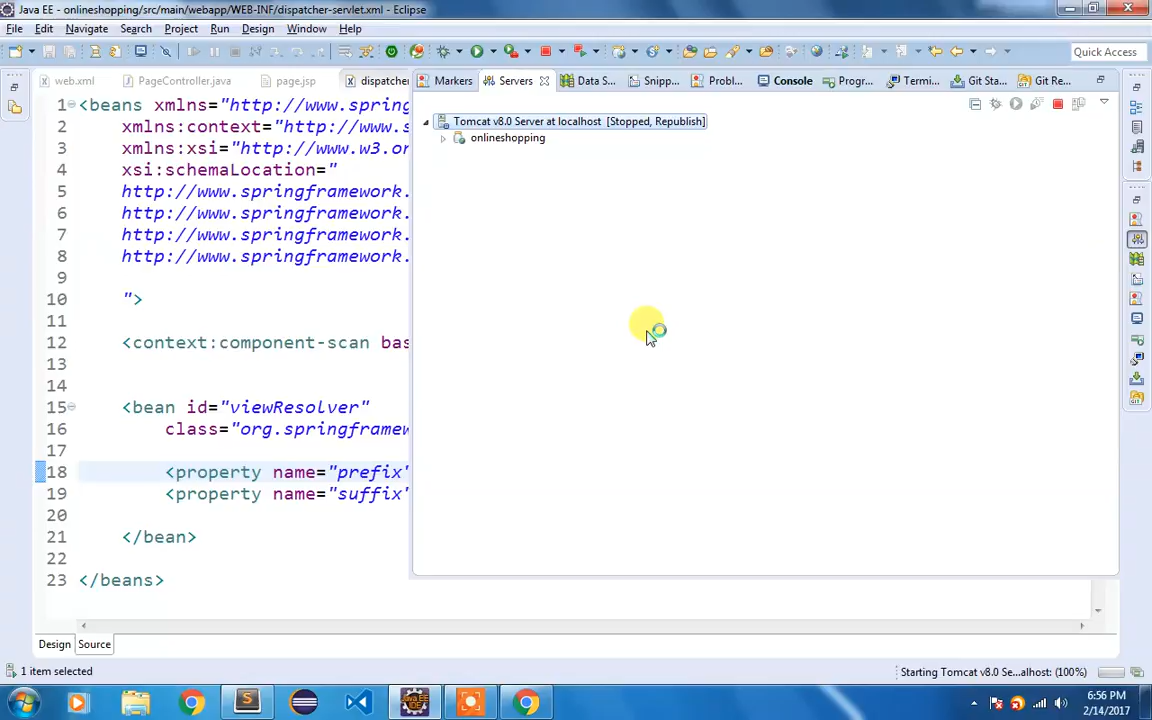 Java EE - onlineshopping/src/main/webapp/WEB-INF/dispatcher-servlet.xml - Eclipse
File Edit Navigate Search Project Run Design Window Help
Quick Access
web.xml PageController.java page.jsp dispatche Markers Servers Data S... Snipp... Probl... Console Progr... Termi... Git Sta... Git Re...
1 <beans xmlns="http://www.spring
2 xmlns:context="http://www.
3 xmlns:xsi="http://www.w3.or
4 xsi:schemaLocation="
5 http://www.springframework.
6 http://www.springframework.
7 http://www.springframework.
8 http://www.springframework.
9
10 ">
11
12 <context:component-scan bas
13
14
15 <bean id="viewResolver"
16 class="org.springframew
17
18 <property name="prefix"
19 <property name="suffix"
20
21 </bean>
22
23 </beans>
Tomcat v8.0 Server at localhost [Stopped, Republish]
onlineshopping
Design Source
1 item selected
Starting Tomcat v8.0 Se...alhost: (100%)
6:56 PM
2/14/2017